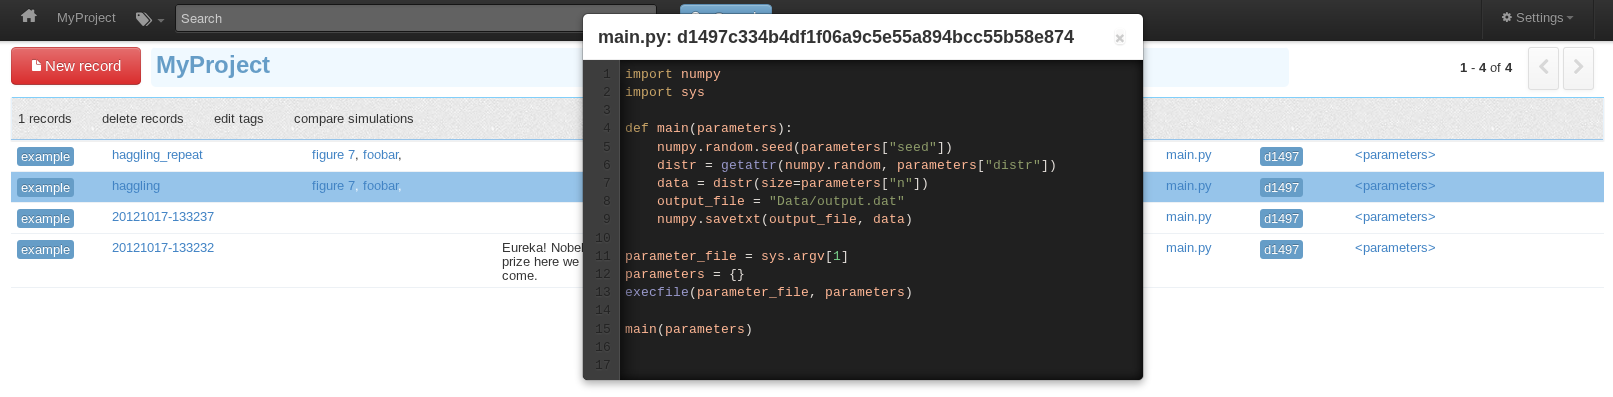 MyProject Search Settings
New record MyProject 1 - 4 of 4
1 records delete records edit tags compare simulations
example haggling_repeat figure 7, foobar, main.py d1497 <parameters>
example haggling figure 7, foobar, main.py d1497 <parameters>
example 20121017-133237 main.py d1497 <parameters>
example 20121017-133232 Eureka! Nobel main.py d1497 <parameters>
prize here we
come.
main.py: d1497c334b4df1f06a9c5e55a894bcc55b58e874 ×
1 import numpy
2 import sys
3
4 def main(parameters):
5     numpy.random.seed(parameters["seed"])
6     distr = getattr(numpy.random, parameters["distr"])
7     data = distr(size=parameters["n"])
8     output_file = "Data/output.dat"
9     numpy.savetxt(output_file, data)
10
11 parameter_file = sys.argv[1]
12 parameters = {}
13 execfile(parameter_file, parameters)
14
15 main(parameters)
16
17